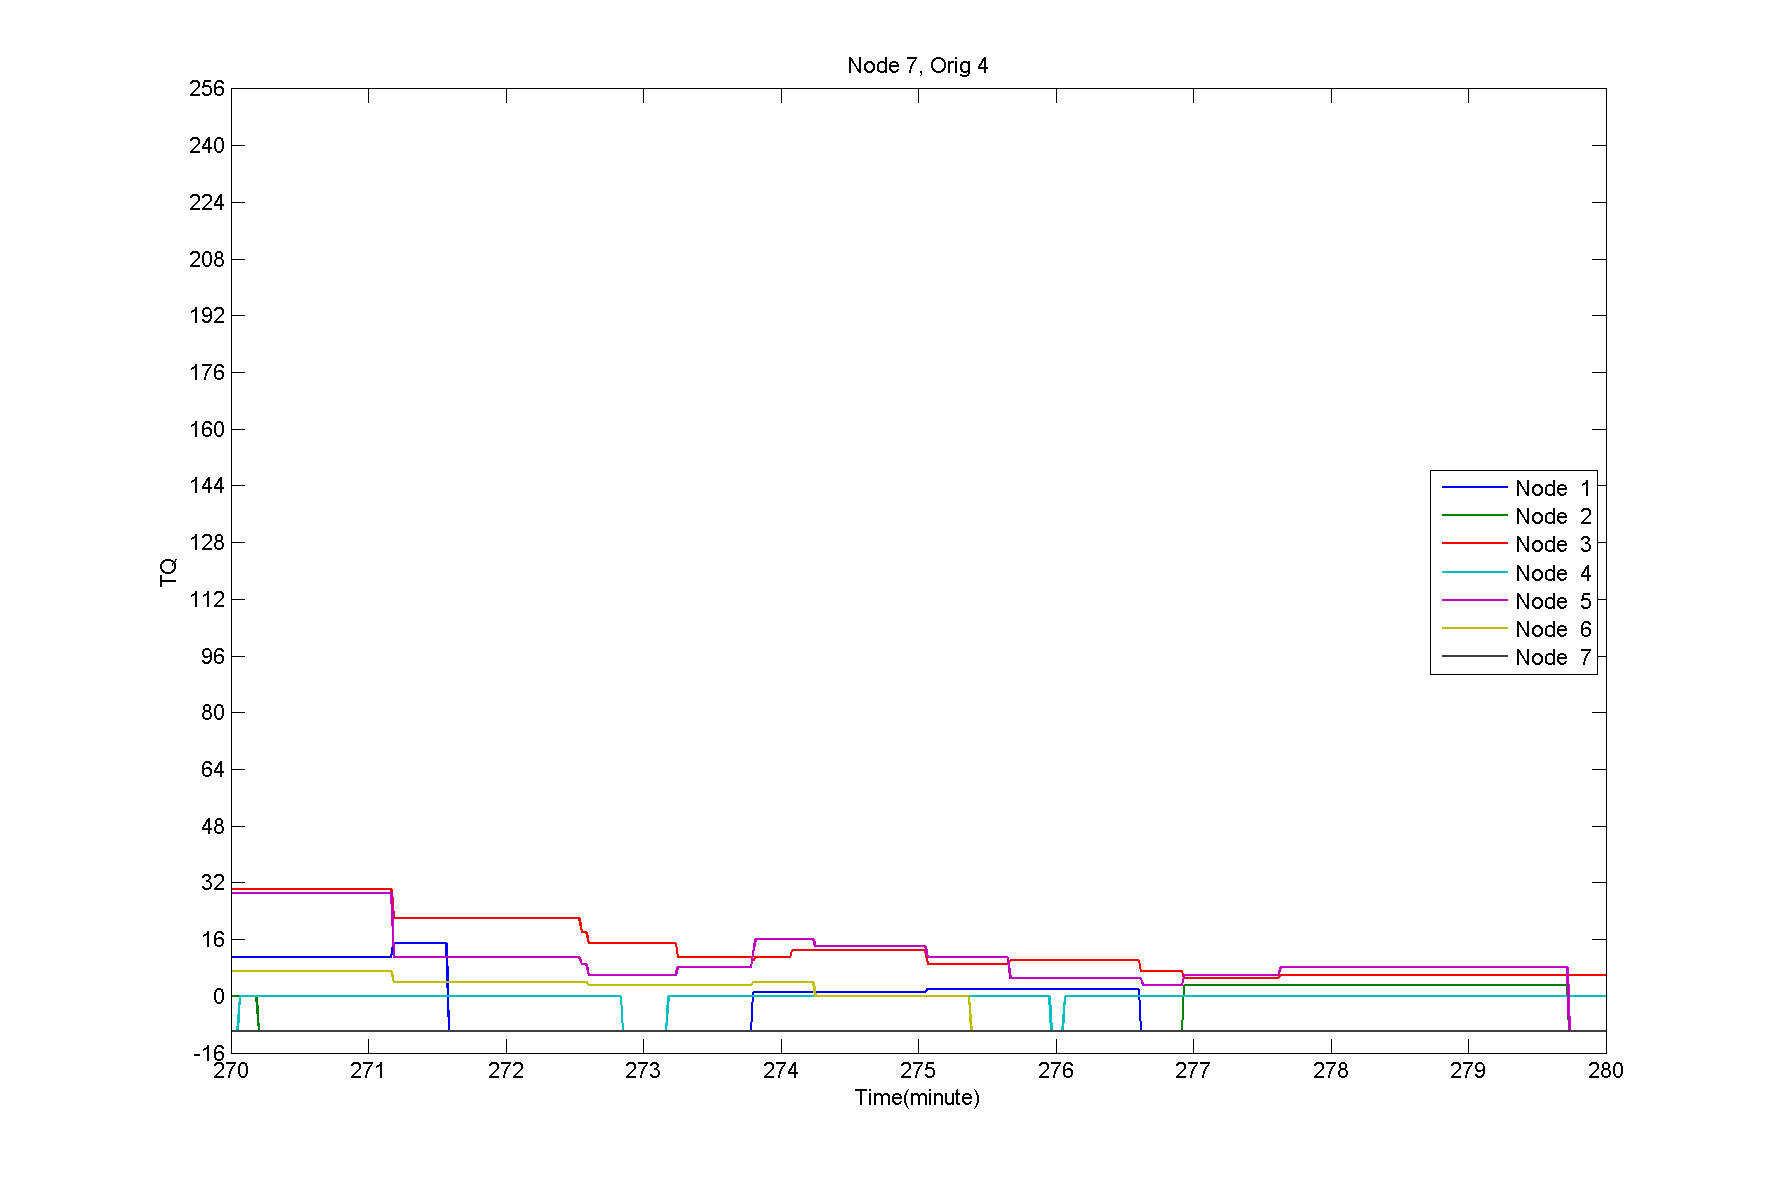 Node 7, Orig 4
256
240
224
208
192
176
160
144
128
112
96
80
64
48
32
16
0
-16
TQ
Node 1
Node 2
Node 3
Node 4
Node 5
Node 6
Node 7
270 271 272 273 274 275 276 277 278 279 280
Time(minute)